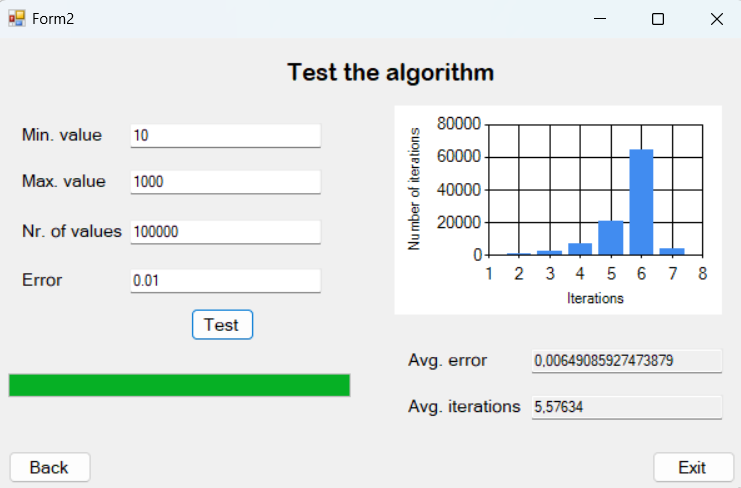 Form2
Test the algorithm
Min. value 10
Max. value 1000
Nr. of values 100000
Error 0.01
Test
Number of iterations
80000
60000
40000
20000
0
1 2 3 4 5 6 7 8
Iterations
Avg. error 0,00649085927473879
Avg. iterations 5,57634
Back
Exit